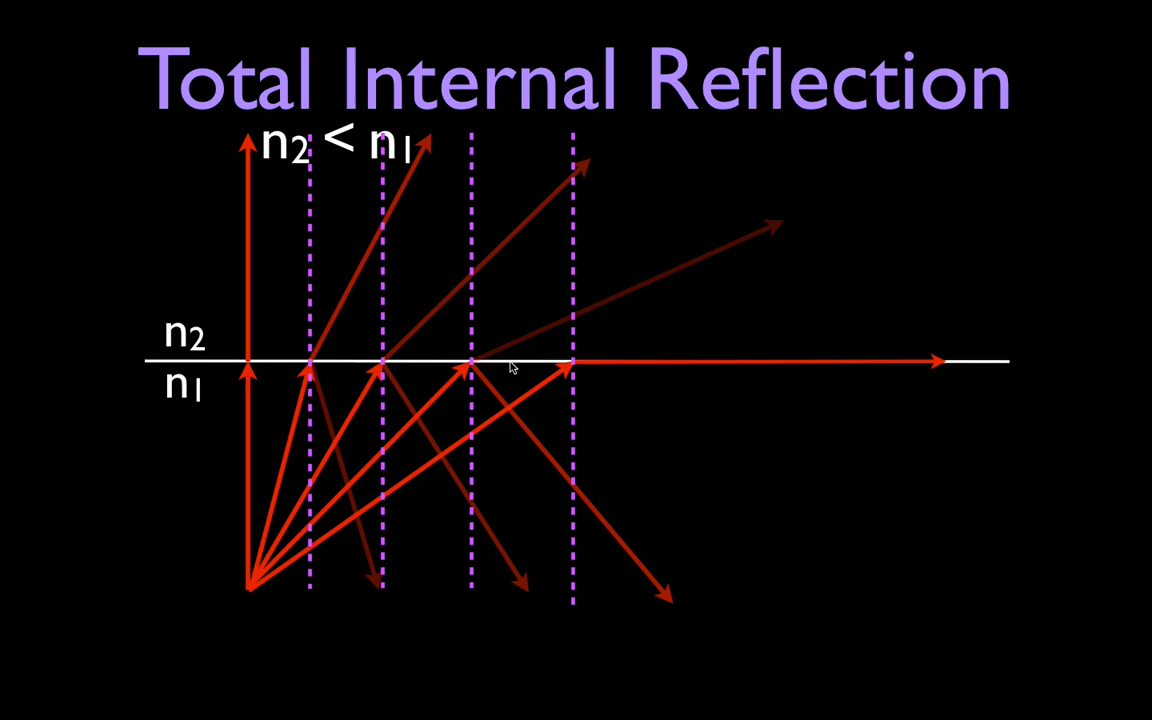 Total Internal Reflection
n₂ < n₁
n₂
n₁